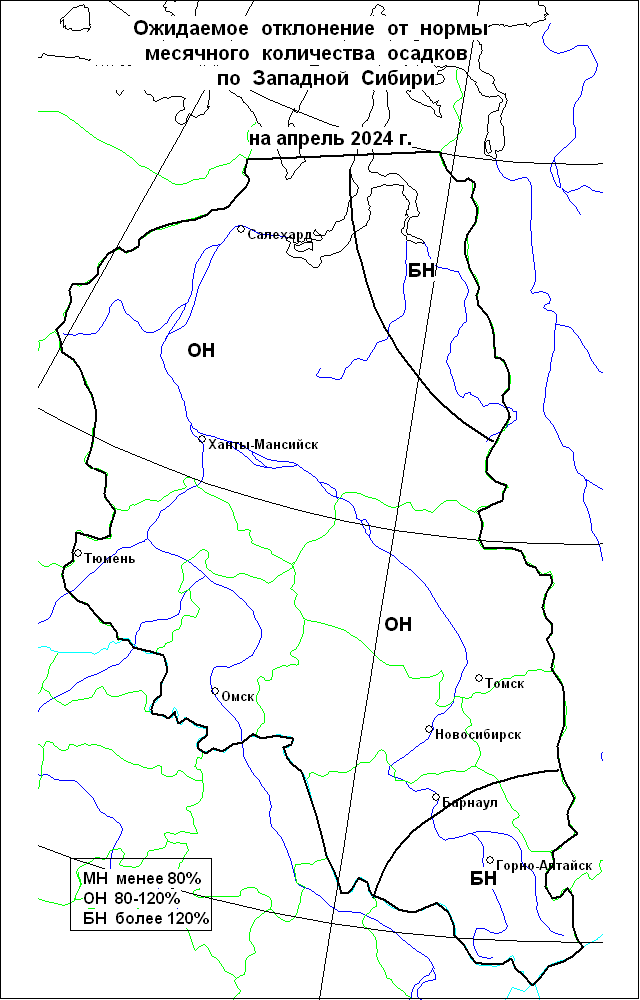 Ожидаемое отклонение от нормы
месячного количества осадков
по Западной Сибири
на апрель 2024 г.
Салехард
БН
ОН
Ханты-Мансийск
Тюмень
ОН
Томск
Омск
Новосибирск
Барнаул
Горно-Алтайск
БН
МН менее 80%
ОН 80-120%
БН более 120%